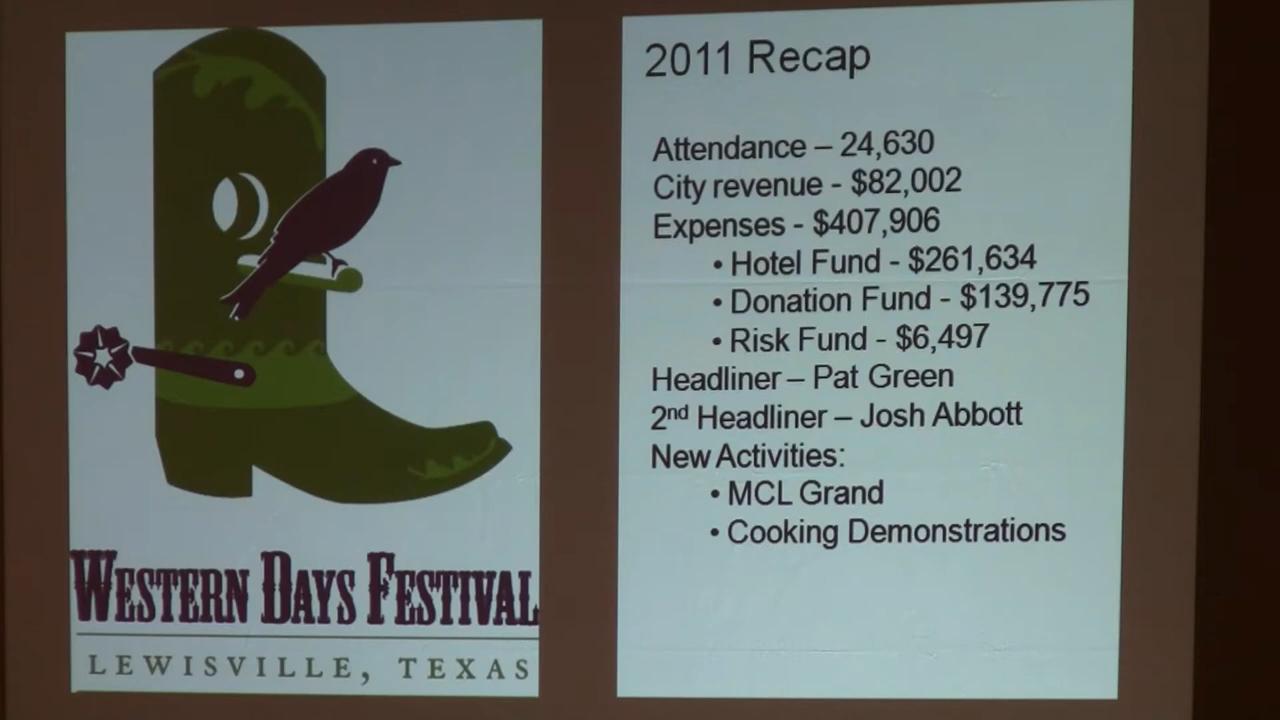 WESTERN DAYS FESTIVAL
LEWISVILLE, TEXAS
2011 Recap
Attendance – 24,630
City revenue - $82,002
Expenses - $407,906
• Hotel Fund - $261,634
• Donation Fund - $139,775
• Risk Fund - $6,497
Headliner – Pat Green
2nd Headliner – Josh Abbott
New Activities:
• MCL Grand
• Cooking Demonstrations